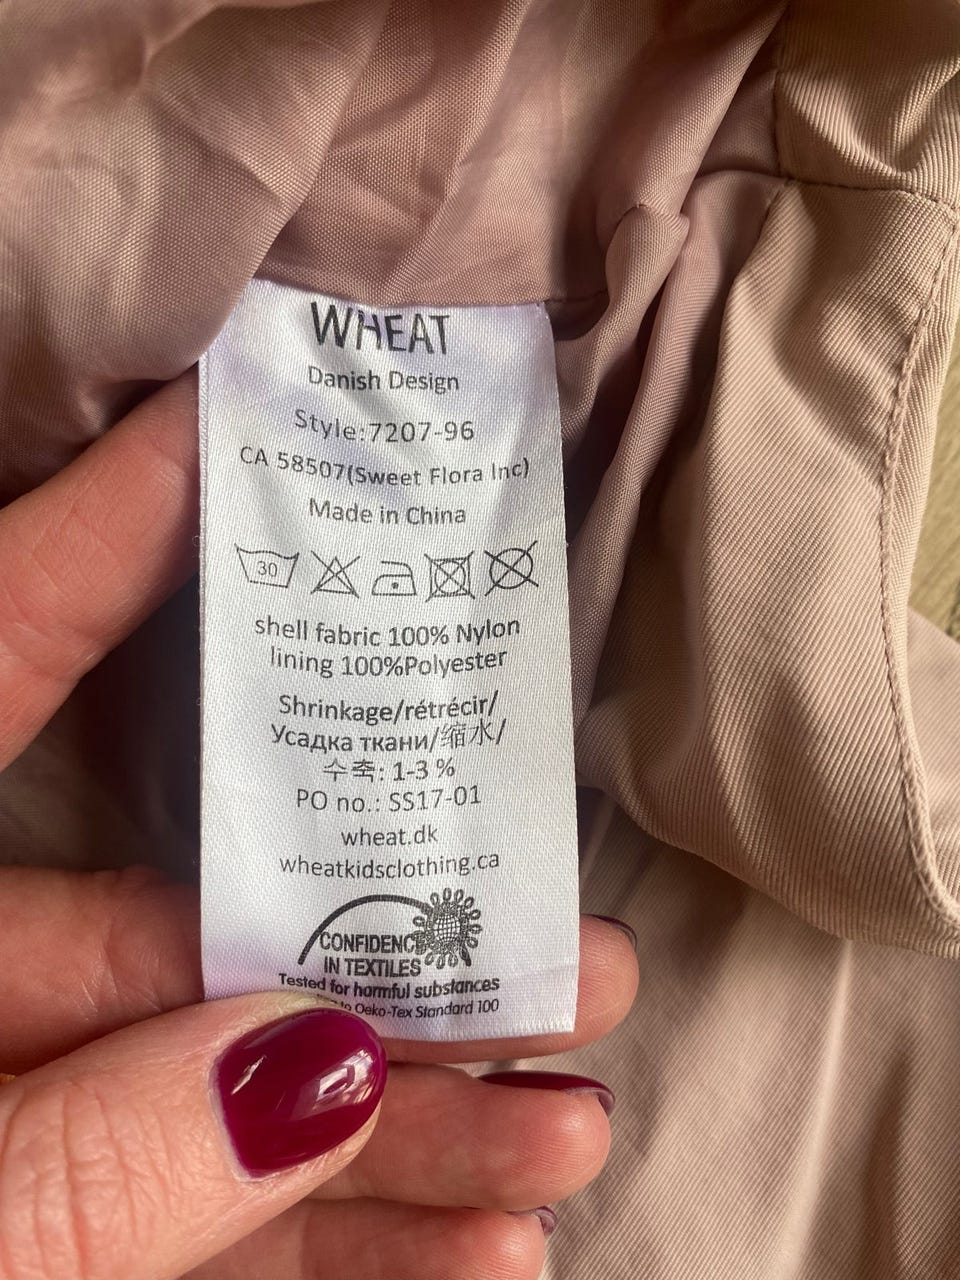 WHEAT
Danish Design
Style:7207-96
CA 58507(Sweet Flora Inc)
Made in China
30
shell fabric 100% Nylon
lining 100%Polyester
Shrinkage/rétrécir/
Усадка ткани/缩水/
수축: 1-3 %
PO no.: SS17-01
wheat.dk
wheatkidsclothing.ca
CONFIDENCE
IN TEXTILES
Tested for harmful substances
to Oeko-Tex Standard 100